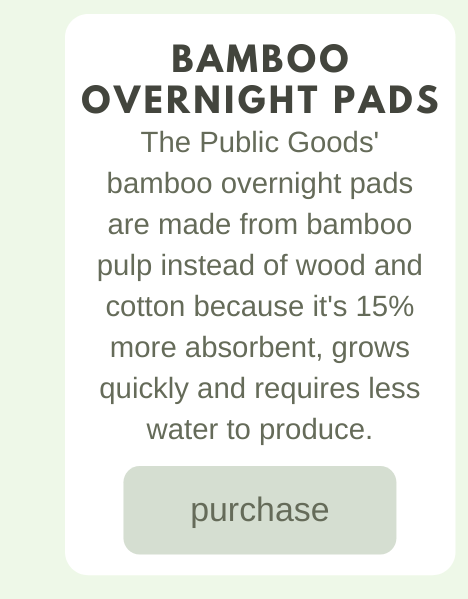 BAMBOO
OVERNIGHT PADS
The Public Goods'
bamboo overnight pads
are made from bamboo
pulp instead of wood and
cotton because it's 15%
more absorbent, grows
quickly and requires less
water to produce.
purchase